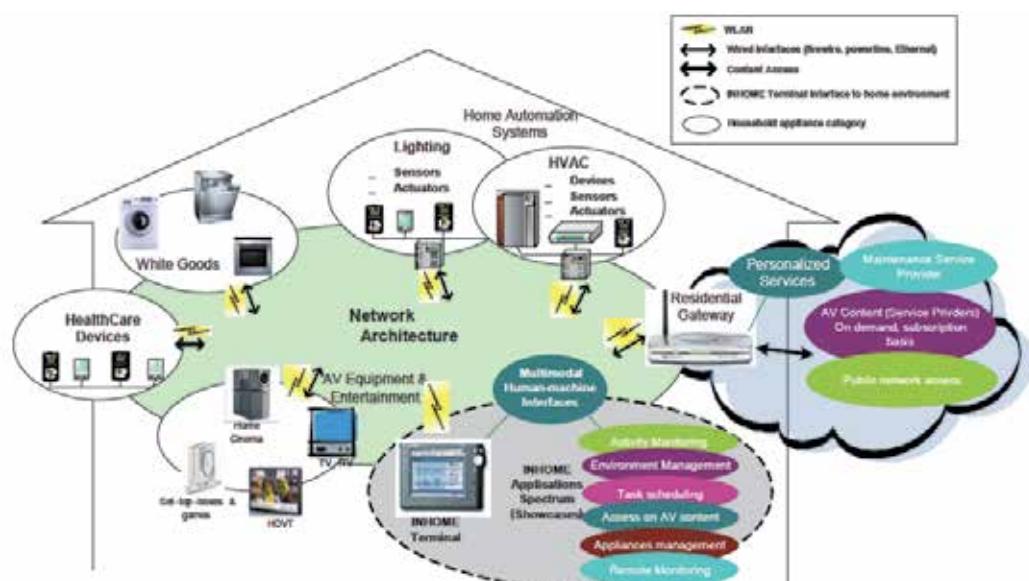 WLAN
Wired Interfaces (firewire, powerline, Ethernet)
Content Access
INHOME Terminal Interface to home environment
Household appliance category
Home Automation
Systems
Lighting
Sensors
Actuators
HVAC
Devices
Sensors
Actuators
White Goods
HealthCare
Devices
Network
Architecture
Residential
Gateway
Personalized
Services
Maintenance Service
Provider
AV Content (Service Prividers)
On demand, subscription
basis
Public network access
AV Equipment &
Entertainment
Home
Cinema
Set-top-boxes &
games
HDVT
Multimodal
Human-machine
Interfaces
INHOME
Terminal
INHOME
Applications
Spectrum
(Showcases)
Activity Monitoring
Environment Management
Task scheduling
Access on AV content
Appliances management
Remote Monitoring